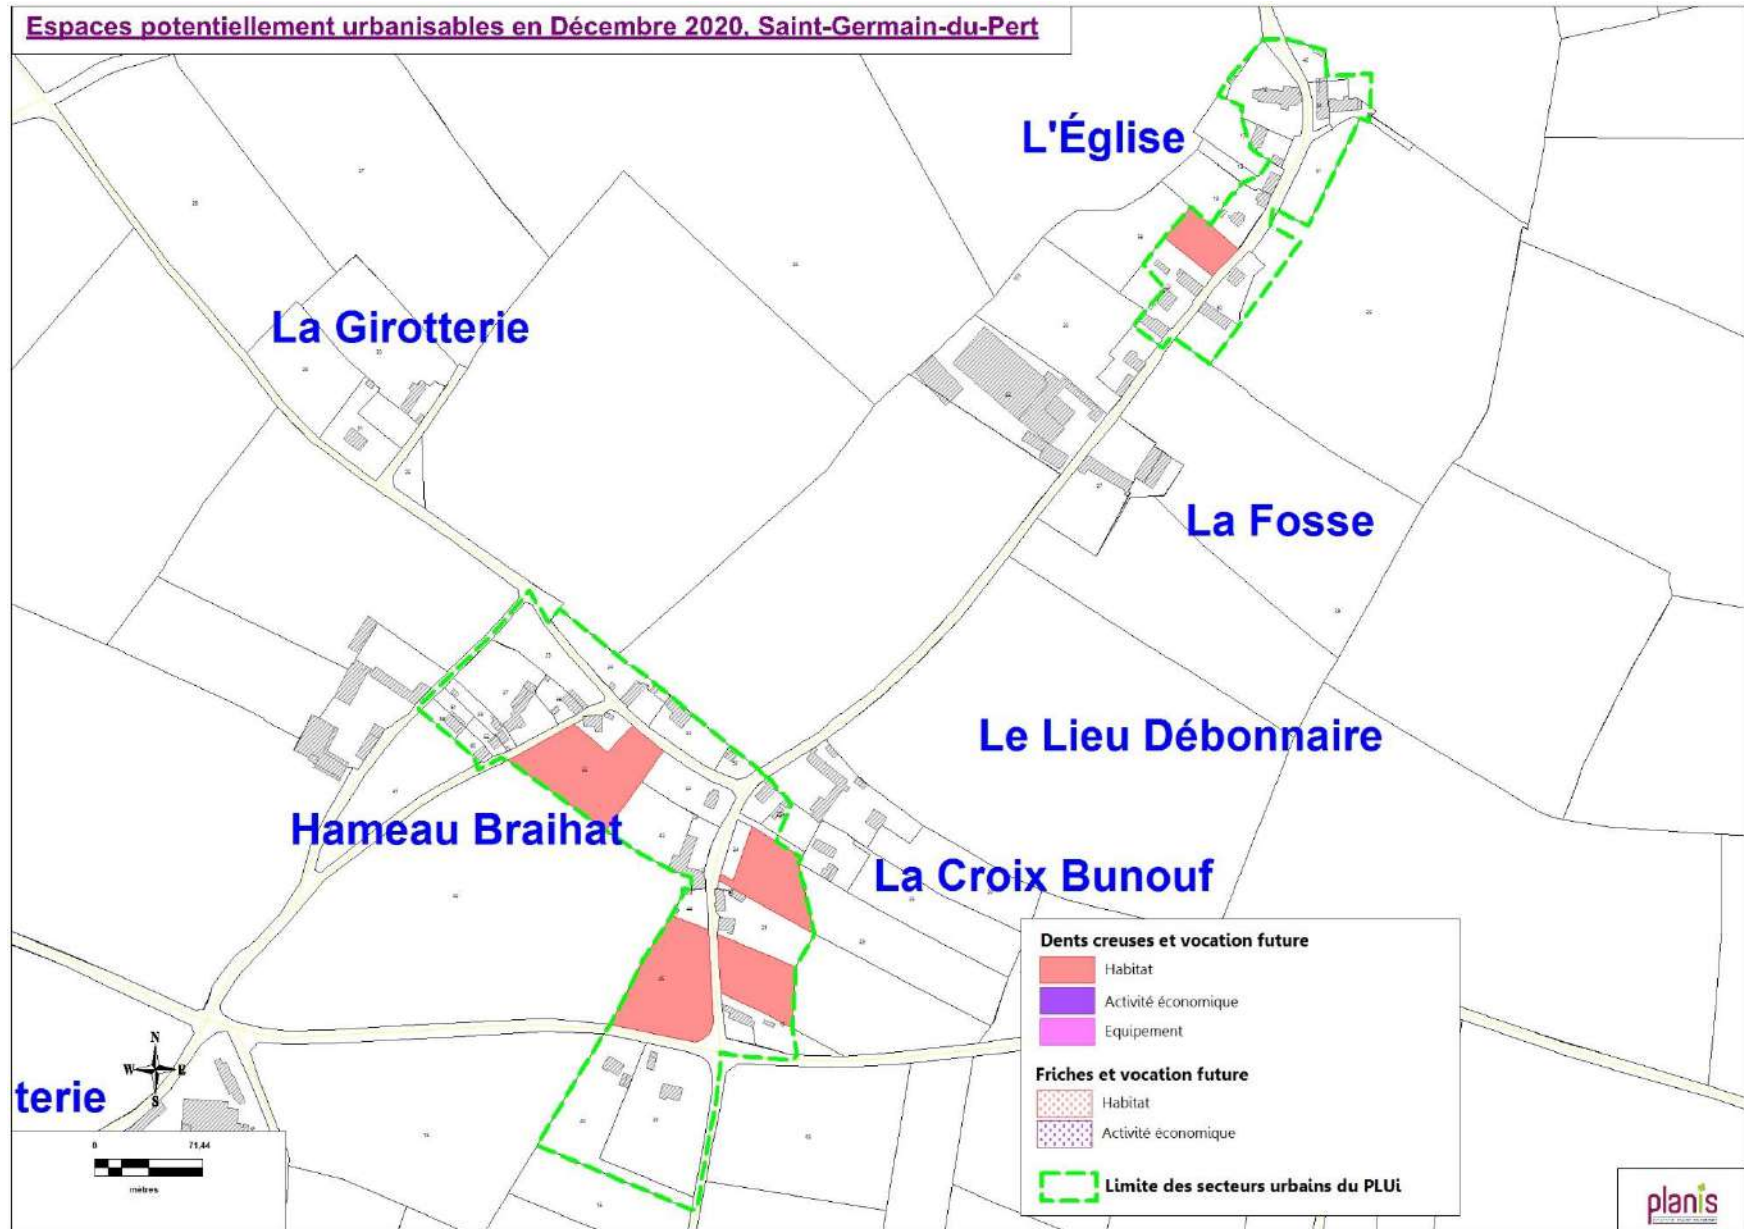 Espaces potentiellement urbanisables en Décembre 2020, Saint-Germain-du-Pert
L'Église
La Girotterie
La Fosse
Le Lieu Débonnaire
Hameau Braihat
La Croix Bunouf
terie
N
W E
S
0 71,44
mètres
Dents creuses et vocation future
Habitat
Activité économique
Equipement
Friches et vocation future
Habitat
Activité économique
Limite des secteurs urbains du PLUi
planis